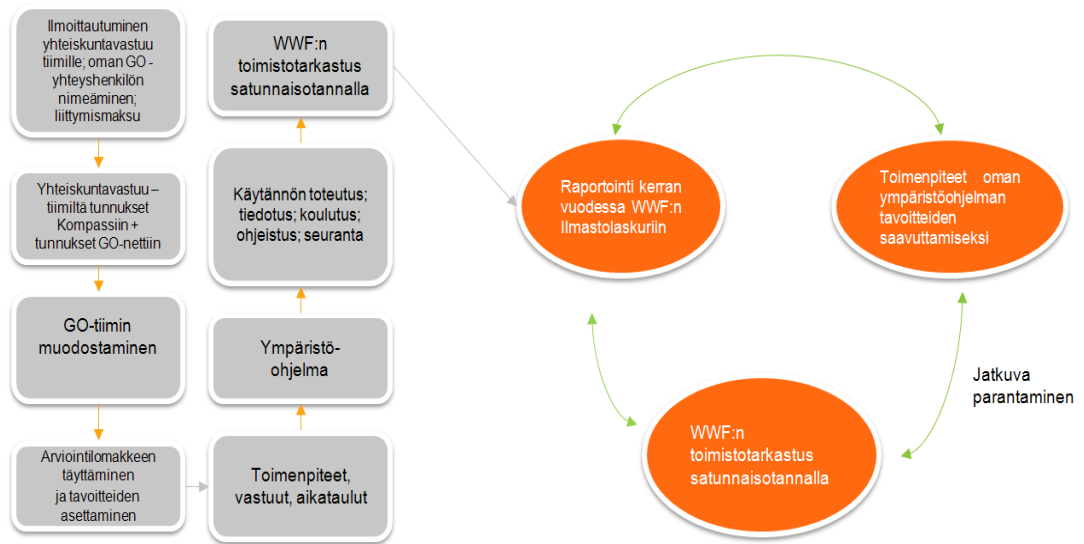 Ilmoittautuminen
yhteiskuntavastuu
tiimille; oman GO -
yhteyshenkilön
nimeäminen;
liittymismaksu
Yhteiskuntavastuu –
tiimiltä tunnukset
Kompassiin +
tunnukset GO-nettiin
GO-tiimin
muodostaminen
Arviointilomakkeen
täyttäminen
ja tavoitteiden
asettaminen
Toimenpiteet,
vastuut, aikataulut
Ympäristö-
ohjelma
Käytännön toteutus;
tiedotus; koulutus;
ohjeistus; seuranta
WWF:n
toimistotarkastus
satunnaisotannalla
Raportointi kerran
vuodessa WWF:n
Ilmastolaskuriin
Toimenpiteet oman
ympäristöohjelman
tavoitteiden
saavuttamiseksi
WWF:n
toimistotarkastus
satunnaisotannalla
Jatkuva
parantaminen